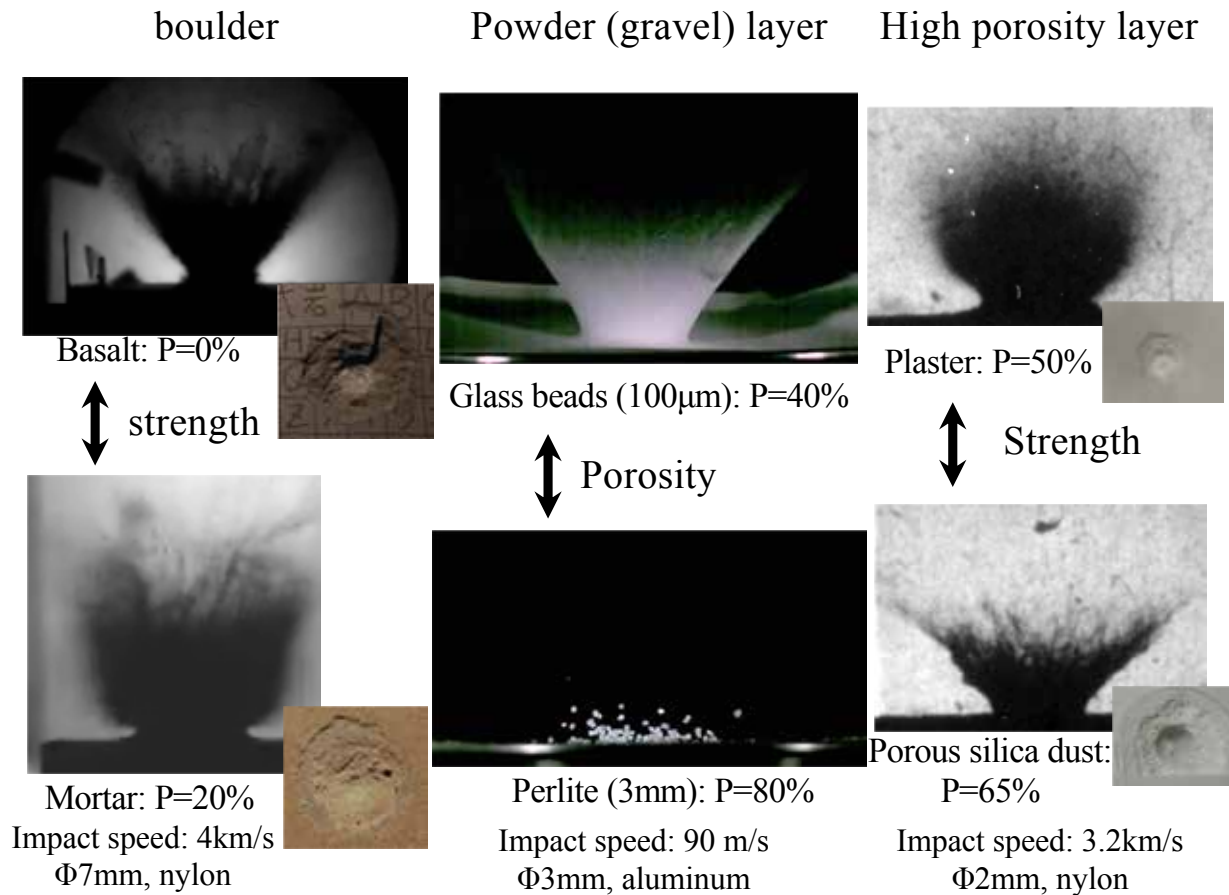 boulder
Powder (gravel) layer
High porosity layer
Basalt: P=0%
Glass beads (100μm): P=40%
Plaster: P=50%
strength
Porosity
Strength
Mortar: P=20%
Impact speed: 4km/s
Φ7mm, nylon
Perlite (3mm): P=80%
Impact speed: 90 m/s
Φ3mm, aluminum
Porous silica dust:
P=65%
Impact speed: 3.2km/s
Φ2mm, nylon